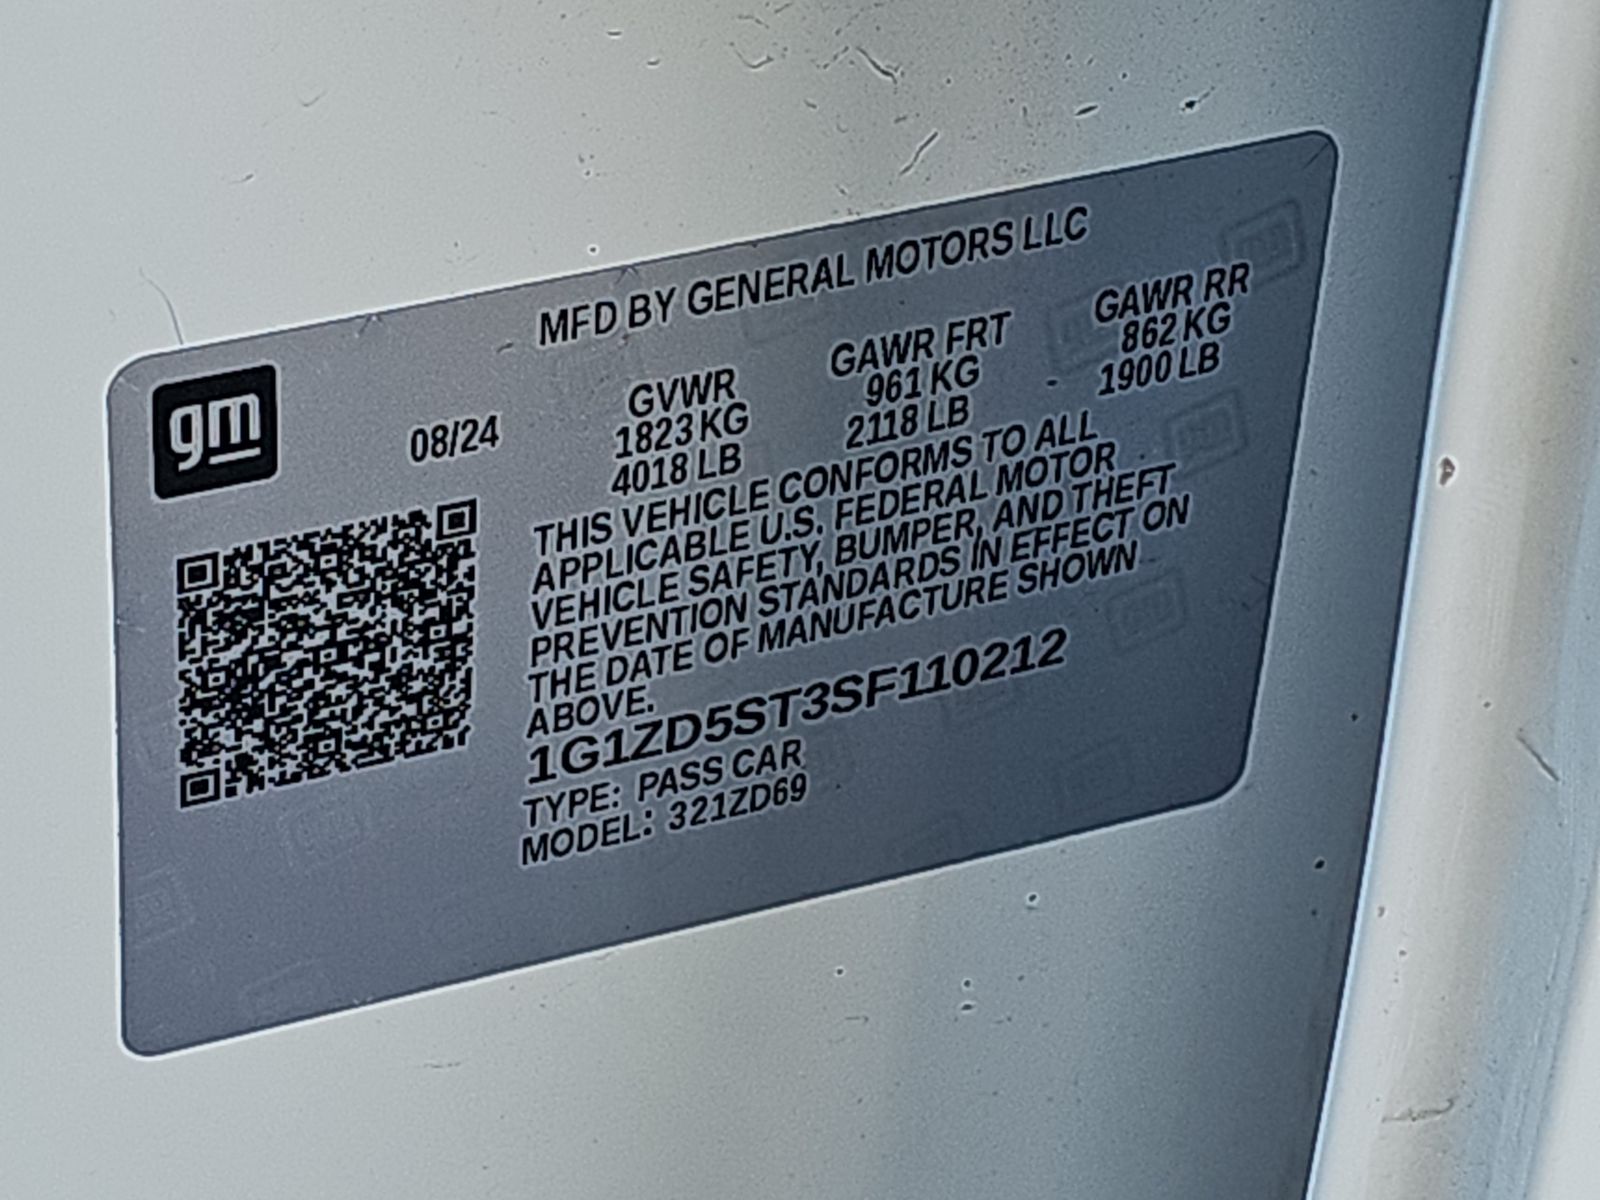 MFD BY GENERAL MOTORS LLC
gm
08/24
GVWR
1823 KG
4018 LB
GAWR FRT
961 KG
2118 LB
GAWR RR
862 KG
1900 LB
THIS VEHICLE CONFORMS TO ALL
APPLICABLE U.S. FEDERAL MOTOR
VEHICLE SAFETY, BUMPER, AND THEFT
PREVENTION STANDARDS IN EFFECT ON
THE DATE OF MANUFACTURE SHOWN
ABOVE.
1G1ZD5ST3SF110212
TYPE: PASS CAR
MODEL: 321ZD69